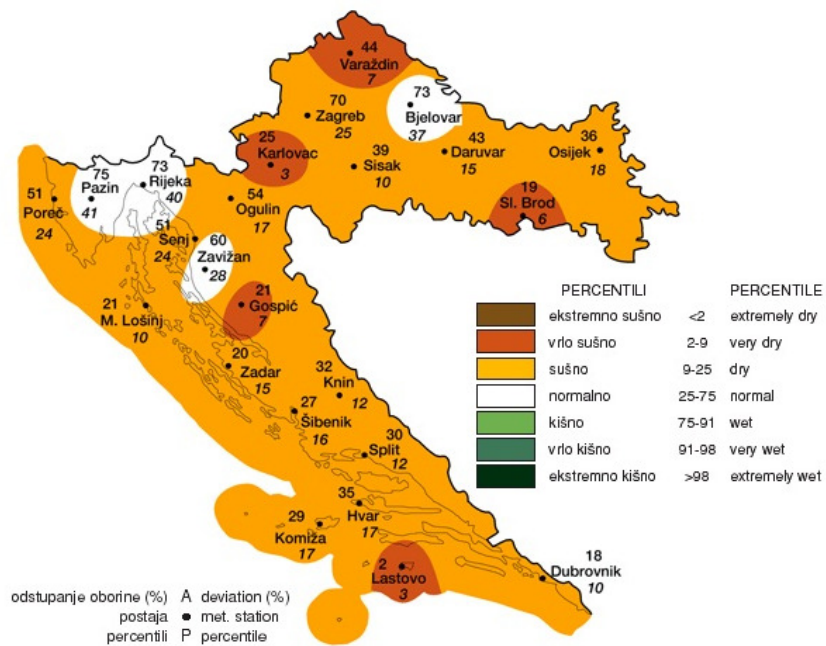 44
Varaždin
7
70
Zagreb
25
73
Bjelovar
37
25
Karlovac
3
39
Sisak
10
43
Daruvar
15
36
Osijek
18
19
Sl. Brod
6
75
Pazin
41
73
Rijeka
40
51
Poreč
24
54
Ogulin
17
51
Senj
24
60
Zavižan
28
21
Gospić
7
21
M. Lošinj
10
20
Zadar
15
32
Knin
12
27
Šibenik
16
30
Split
12
35
Hvar
17
29
Komiža
17
2
Lastovo
3
18
Dubrovnik
10
PERCENTILI PERCENTILE
ekstremno sušno <2 extremely dry
vrlo sušno 2-9 very dry
sušno 9-25 dry
normalno 25-75 normal
kišno 75-91 wet
vrlo kišno 91-98 very wet
ekstremno kišno >98 extremely wet
odstupanje oborine (%) A deviation (%)
postaja ● met. station
percentili P percentile